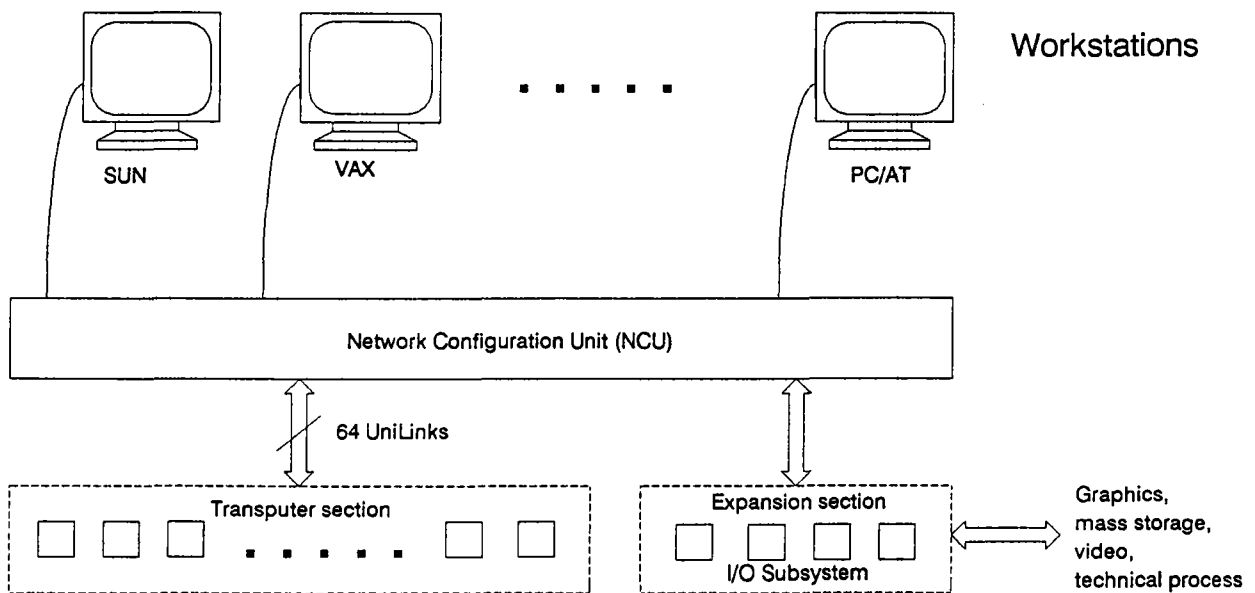 Workstations
SUN
VAX
PC/AT
Network Configuration Unit (NCU)
64 UniLinks
Transputer section
Expansion section
I/O Subsystem
Graphics,
mass storage,
video,
technical process